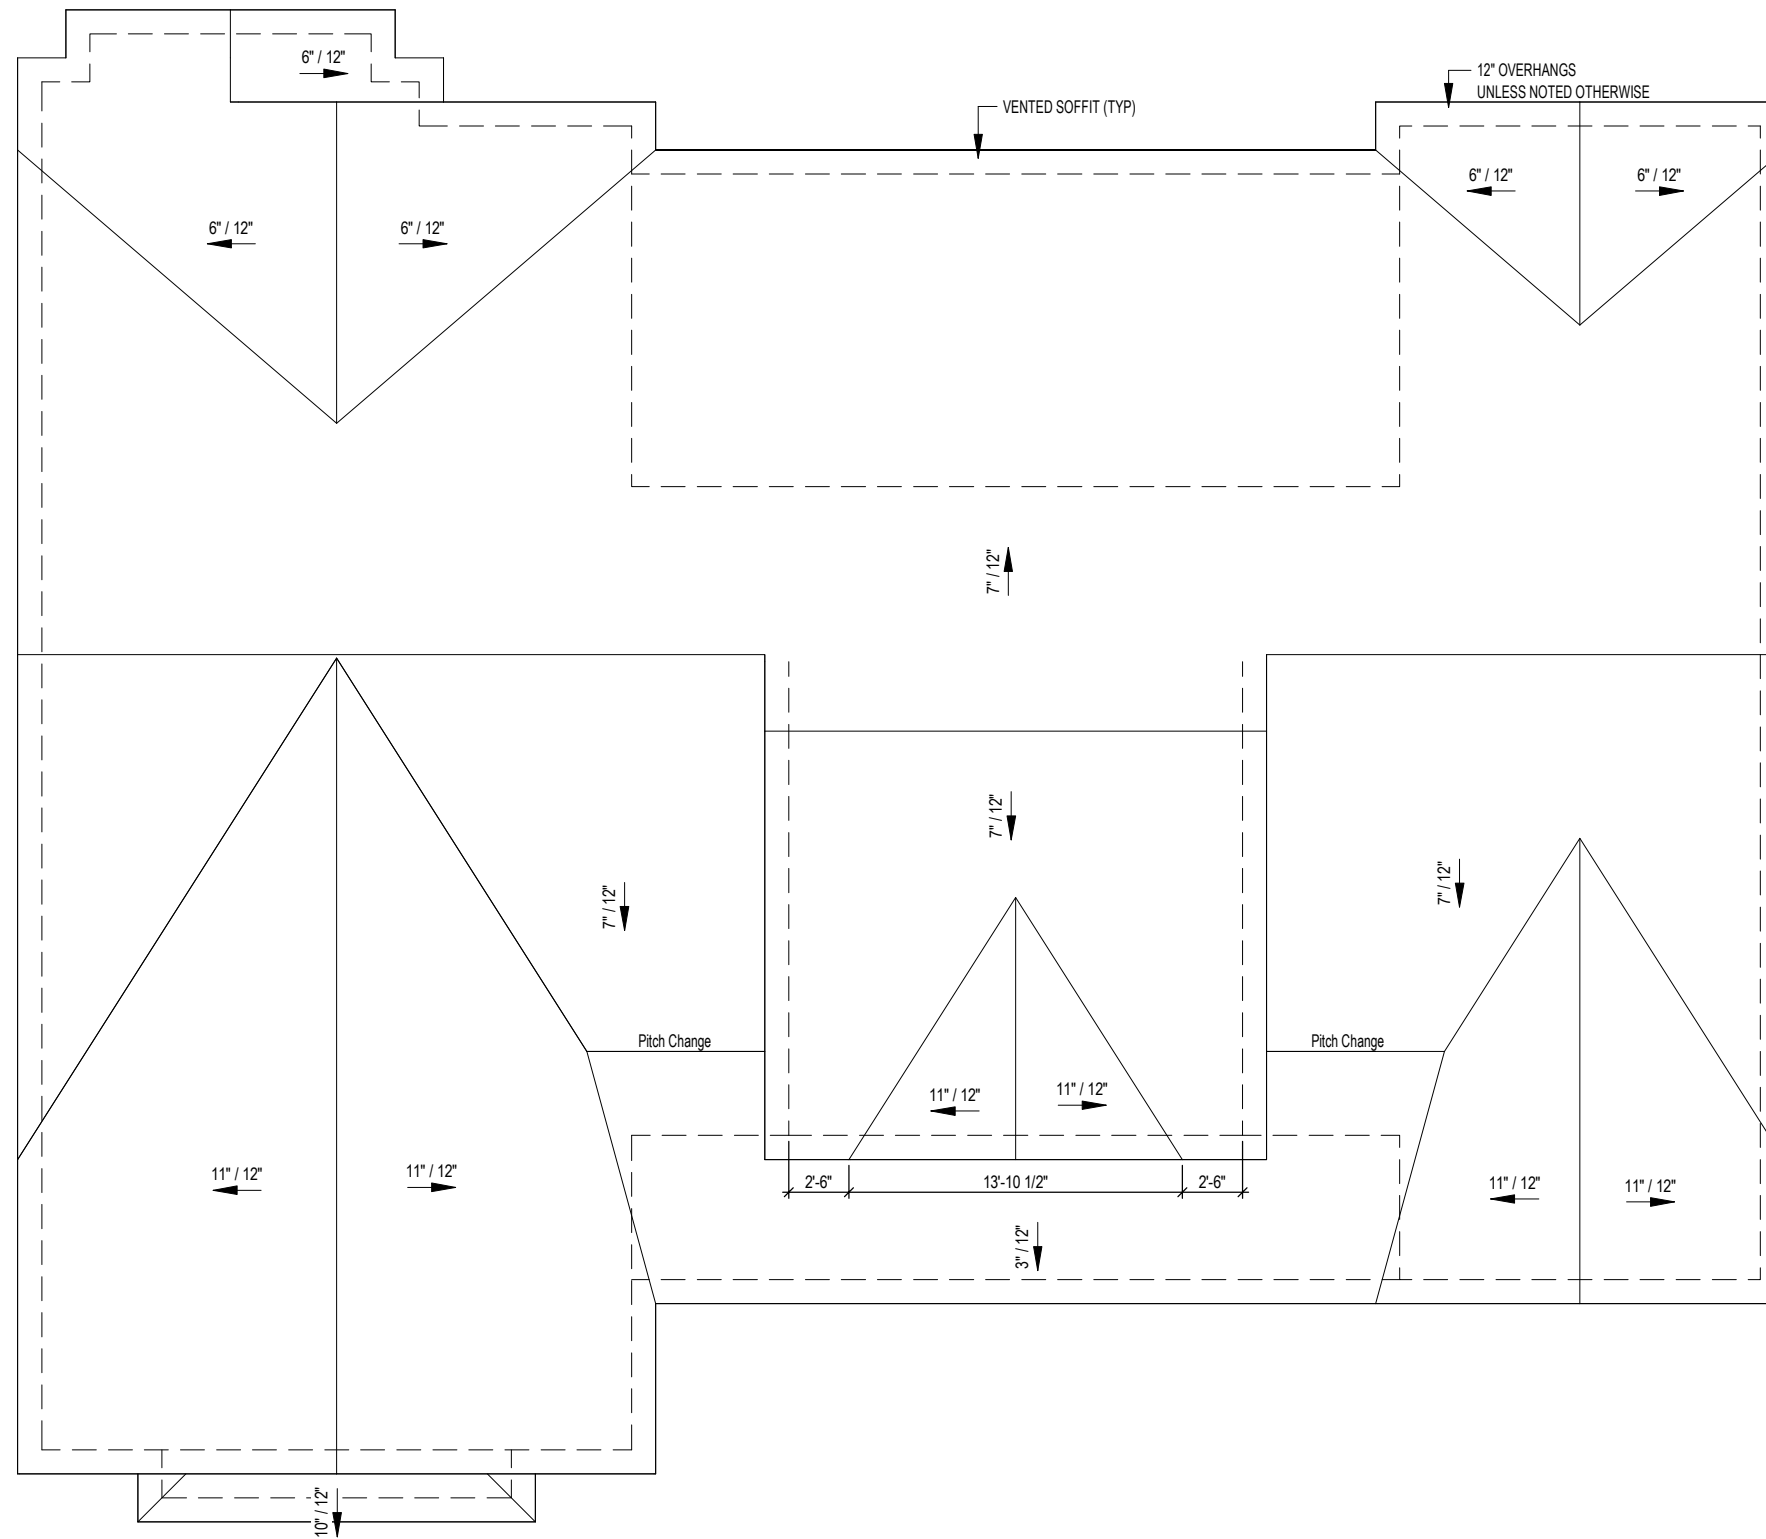 6" / 12"
12" OVERHANGS
UNLESS NOTED OTHERWISE
VENTED SOFFIT (TYP)
6" / 12"
6" / 12"
6" / 12"
6" / 12"
7" / 12"
7" / 12"
7" / 12"
7" / 12"
Pitch Change
Pitch Change
11" / 12"
11" / 12"
11" / 12"
11" / 12"
11" / 12"
11" / 12"
2'-6"
13'-10 1/2"
2'-6"
3" / 12"
10" / 12"